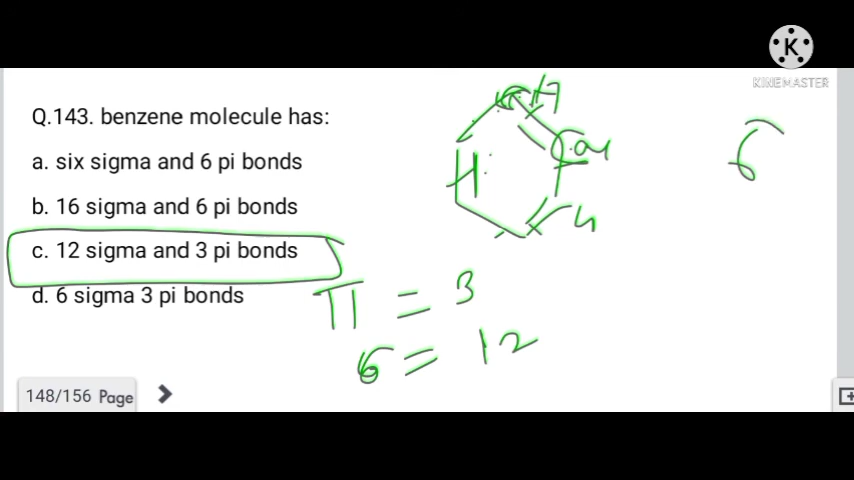 K
KINEMASTER
Q.143. benzene molecule has:
a. six sigma and 6 pi bonds
b. 16 sigma and 6 pi bonds
c. 12 sigma and 3 pi bonds
d. 6 sigma 3 pi bonds
H
π = 3
σ = 12
148/156 Page